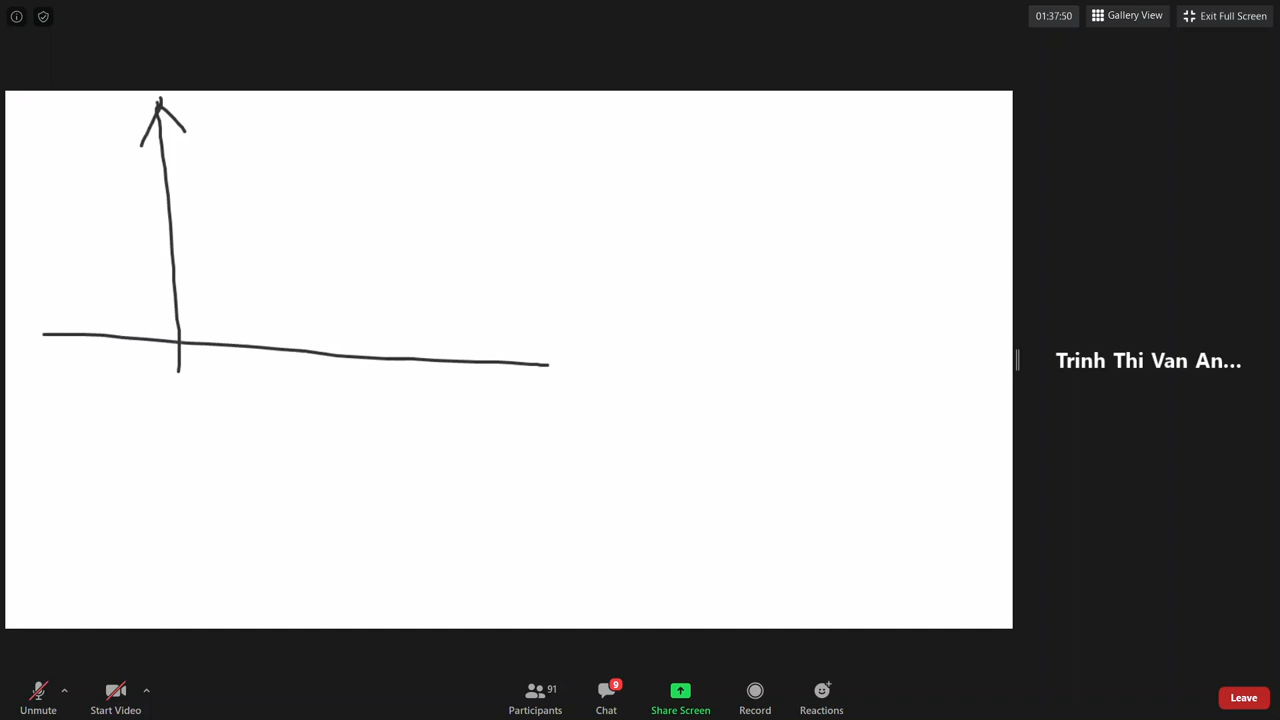 01:37:50 Gallery View Exit Full Screen
Trinh Thi Van An...
91 9
Unmute Start Video Participants Chat Share Screen Record Reactions Leave